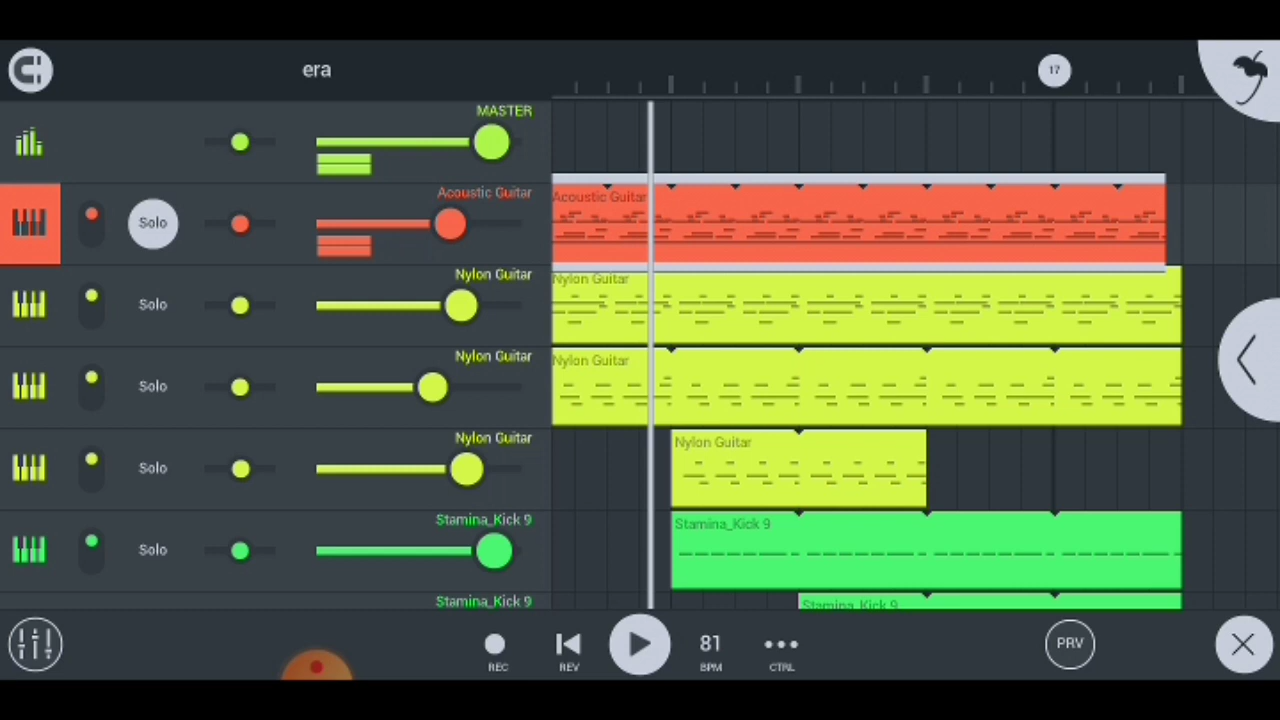 era
17
MASTER
Acoustic Guitar
Acoustic Guitar
Solo
Nylon Guitar
Nylon Guitar
Solo
Nylon Guitar
Nylon Guitar
Solo
Nylon Guitar
Nylon Guitar
Solo
Stamina_Kick 9
Stamina_Kick 9
Solo
Stamina_Kick 9
Stamina_Kick 9
81
PRV
REC
REV
BPM
CTRL